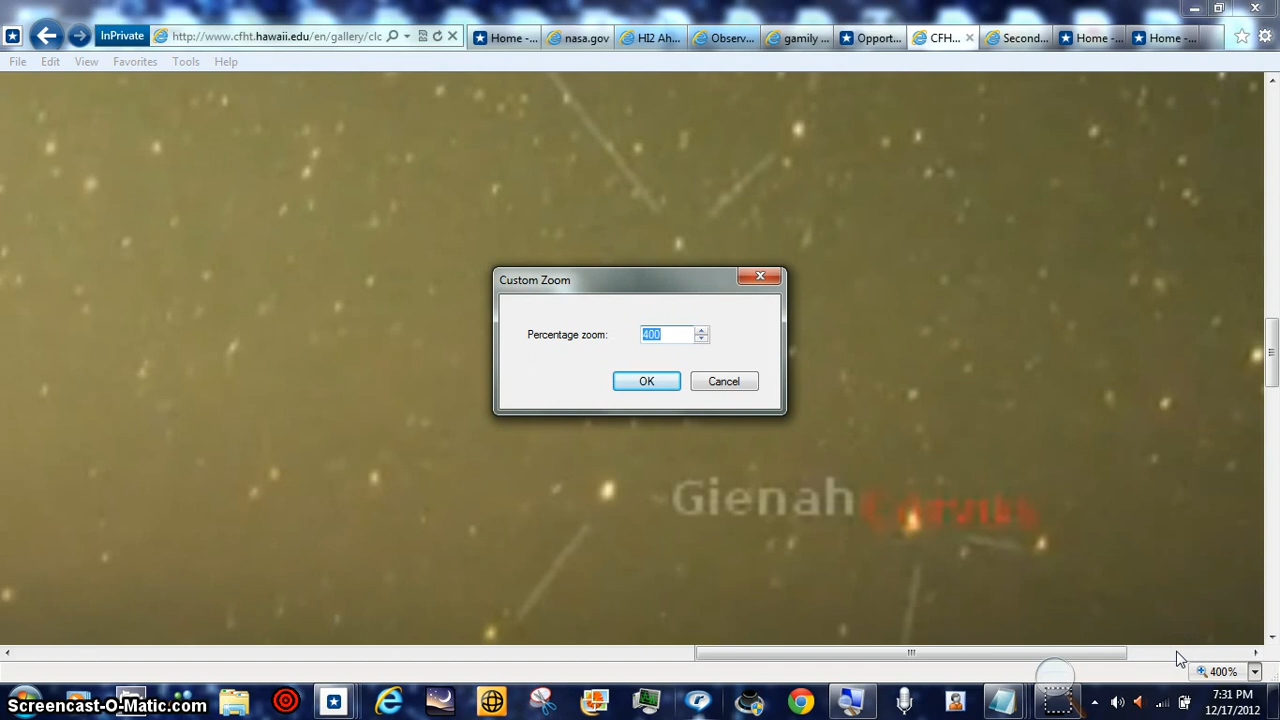 InPrivate http://www.cfht.hawaii.edu/en/gallery/clc Home -... nasa.gov HI2 Ah... Observ... gamily ... Opport... CFH... Second... Home -... Home -...
File Edit View Favorites Tools Help
Custom Zoom
Percentage zoom: 400
OK Cancel
Gienah Corvus
400%
7:31 PM
12/17/2012
Screencast-O-Matic.com